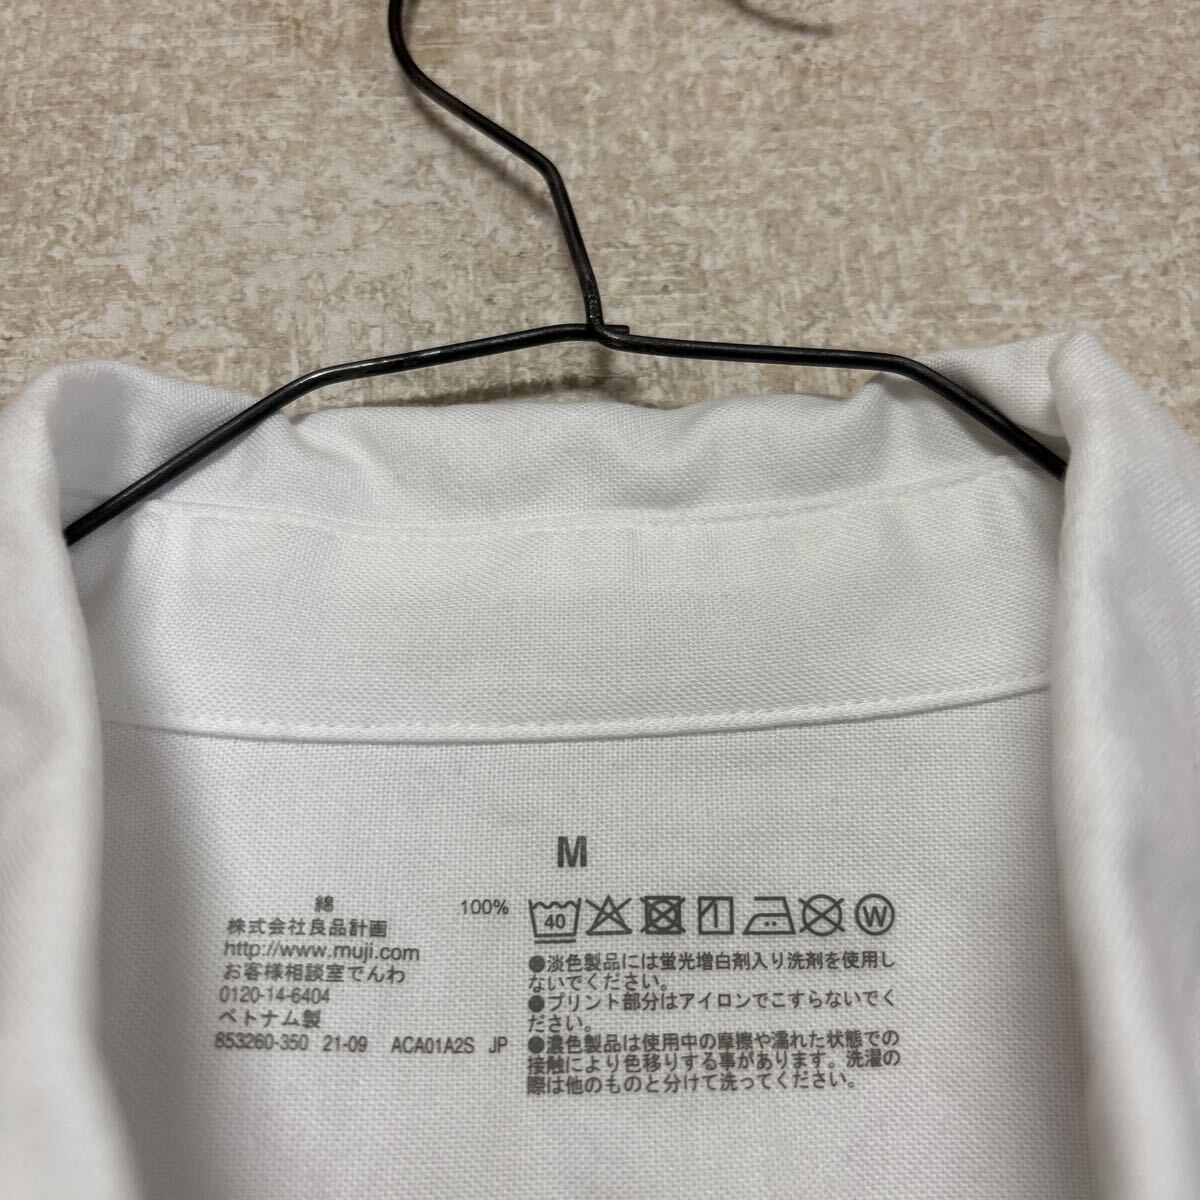 M
綿 100%
株式会社良品計画
http://www.muji.com
お客様相談室でんわ
0120-14-6404
ベトナム製
853260-350 21-09 ACA01A2S JP
40 W
●淡色製品には蛍光増白剤入り洗剤を使用し
ないでください。
●プリント部分はアイロンでこすらないでく
ださい。
●濃色製品は使用中の摩擦や濡れた状態での
接触により色移りする事があります。洗濯の
際は他のものと分けて洗ってください。